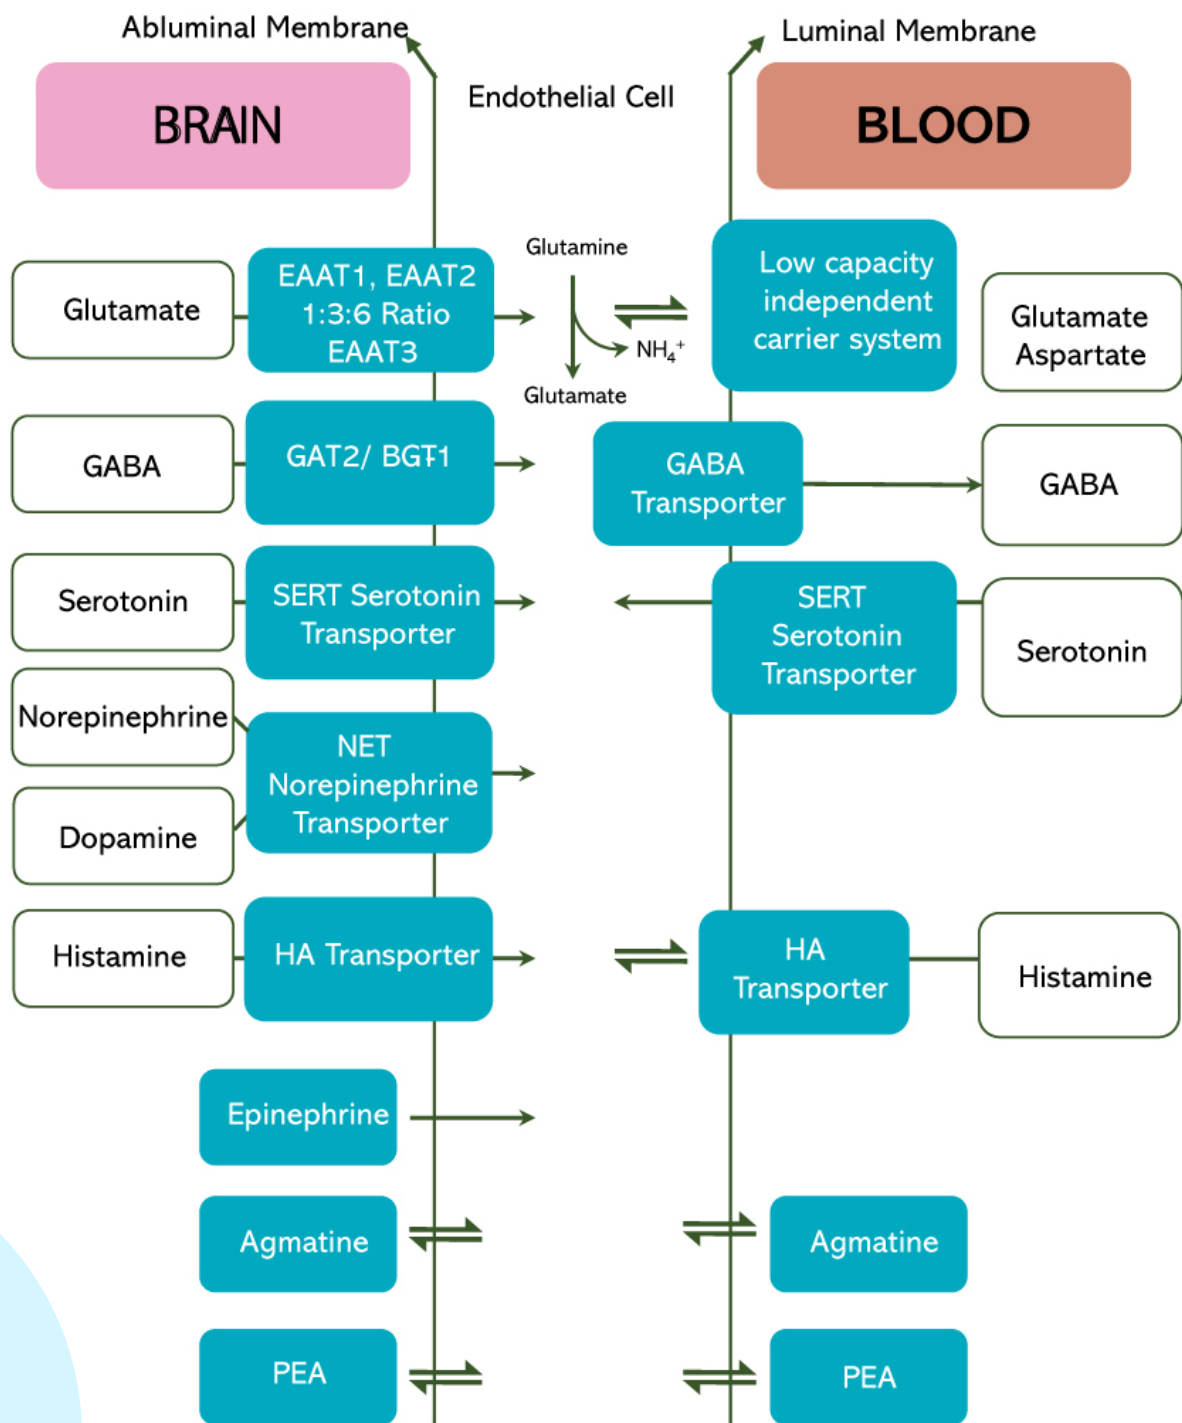 Abluminal Membrane
Luminal Membrane
Endothelial Cell
BRAIN
BLOOD
Glutamate
EAAT1, EAAT2
1:3:6 Ratio
EAAT3
Glutamine
NH₄⁺
Glutamate
Low capacity
independent
carrier system
Glutamate
Aspartate
GABA
GAT2/ BGT-1
GABA
Transporter
GABA
Serotonin
SERT Serotonin
Transporter
SERT
Serotonin
Transporter
Serotonin
Norepinephrine
Dopamine
NET
Norepinephrine
Transporter
Histamine
HA Transporter
HA
Transporter
Histamine
Epinephrine
Agmatine
Agmatine
PEA
PEA